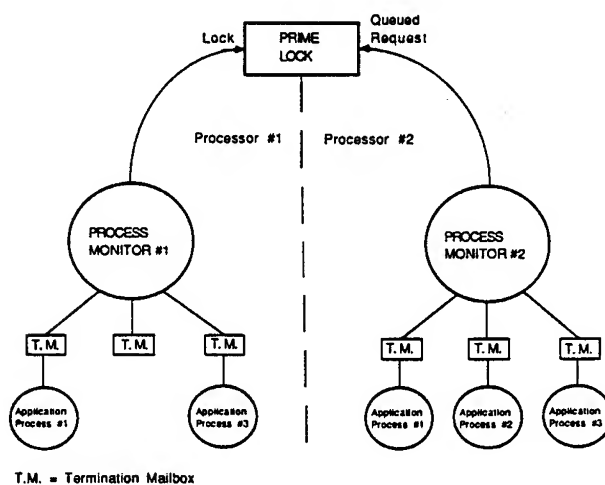 Lock
PRIME
LOCK
Queued
Request
Processor #1
Processor #2
PROCESS
MONITOR #1
PROCESS
MONITOR #2
T. M.
T. M.
T. M.
T. M.
T. M.
T. M.
Application
Process #1
Application
Process #3
Application
Process #1
Application
Process #2
Application
Process #3
T.M. = Termination Mailbox